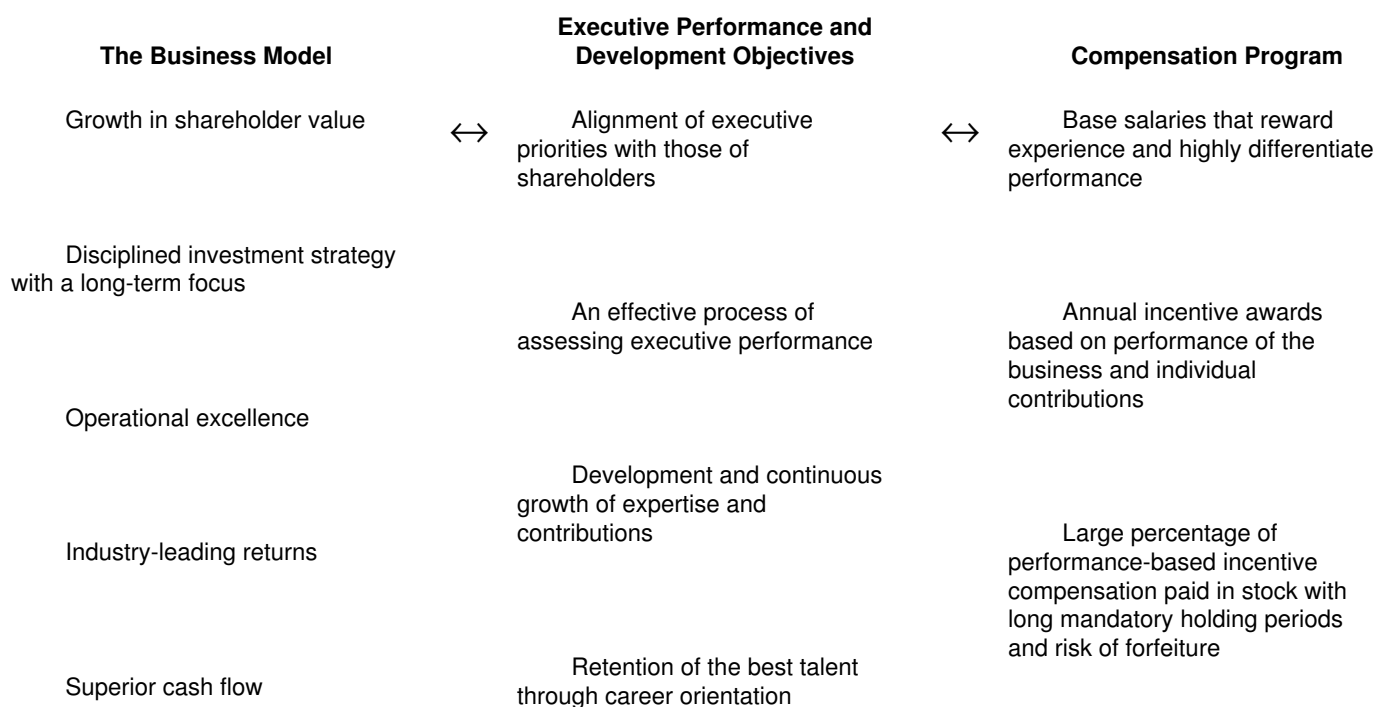 The Business Model
Executive Performance and
Development Objectives
Compensation Program
Growth in shareholder value
↔
Alignment of executive
priorities with those of
shareholders
↔
Base salaries that reward
experience and highly differentiate
performance
Disciplined investment strategy
with a long-term focus
An effective process of
assessing executive performance
Annual incentive awards
based on performance of the
business and individual
contributions
Operational excellence
Development and continuous
growth of expertise and
contributions
Industry-leading returns
Large percentage of
performance-based incentive
compensation paid in stock with
long mandatory holding periods
and risk of forfeiture
Superior cash flow
Retention of the best talent
through career orientation